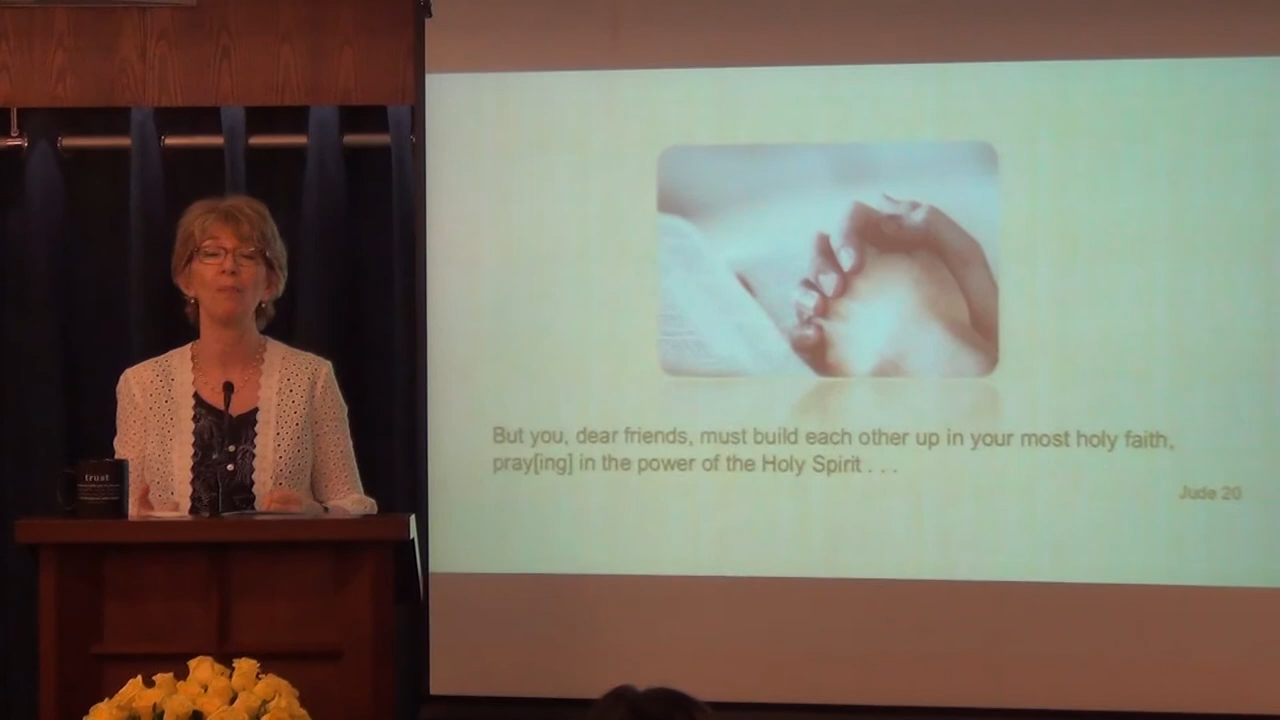 trust
But you, dear friends, must build each other up in your most holy faith,
pray[ing] in the power of the Holy Spirit . . .
Jude 20